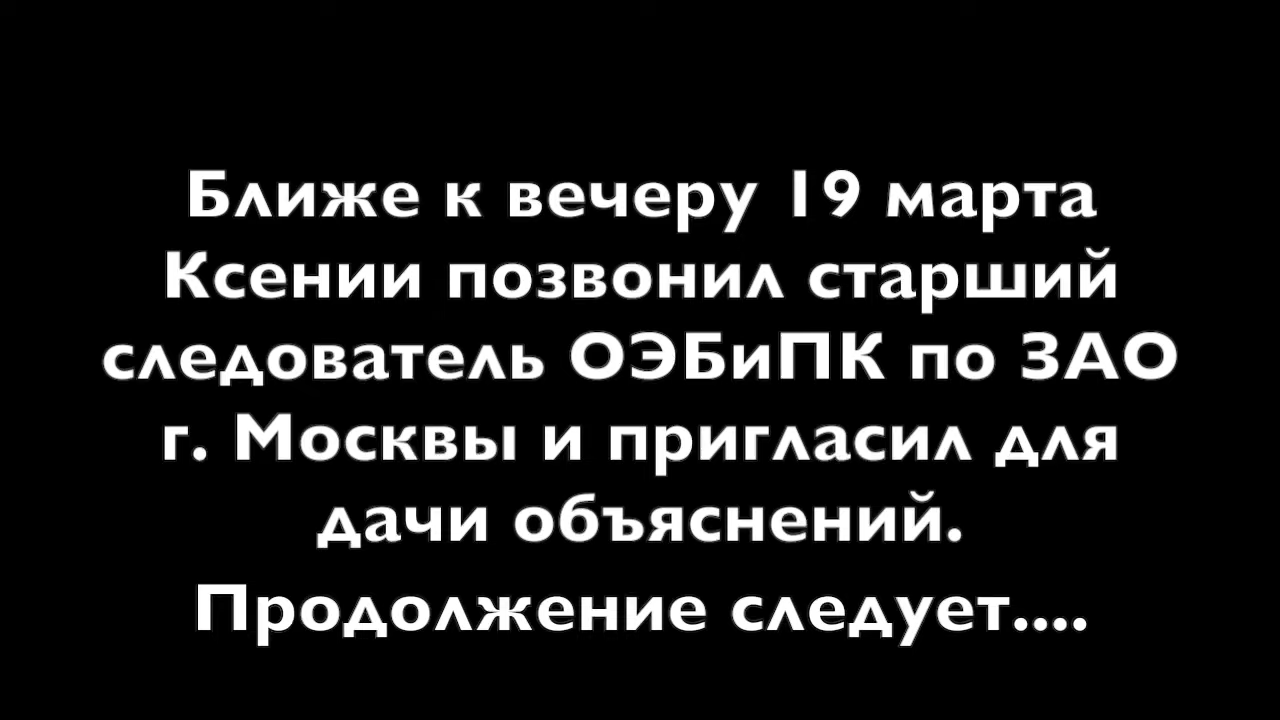 Ближе к вечеру 19 марта
Ксении позвонил старший
следователь ОЭБиПК по ЗАО
г. Москвы и пригласил для
дачи объяснений.
Продолжение следует....